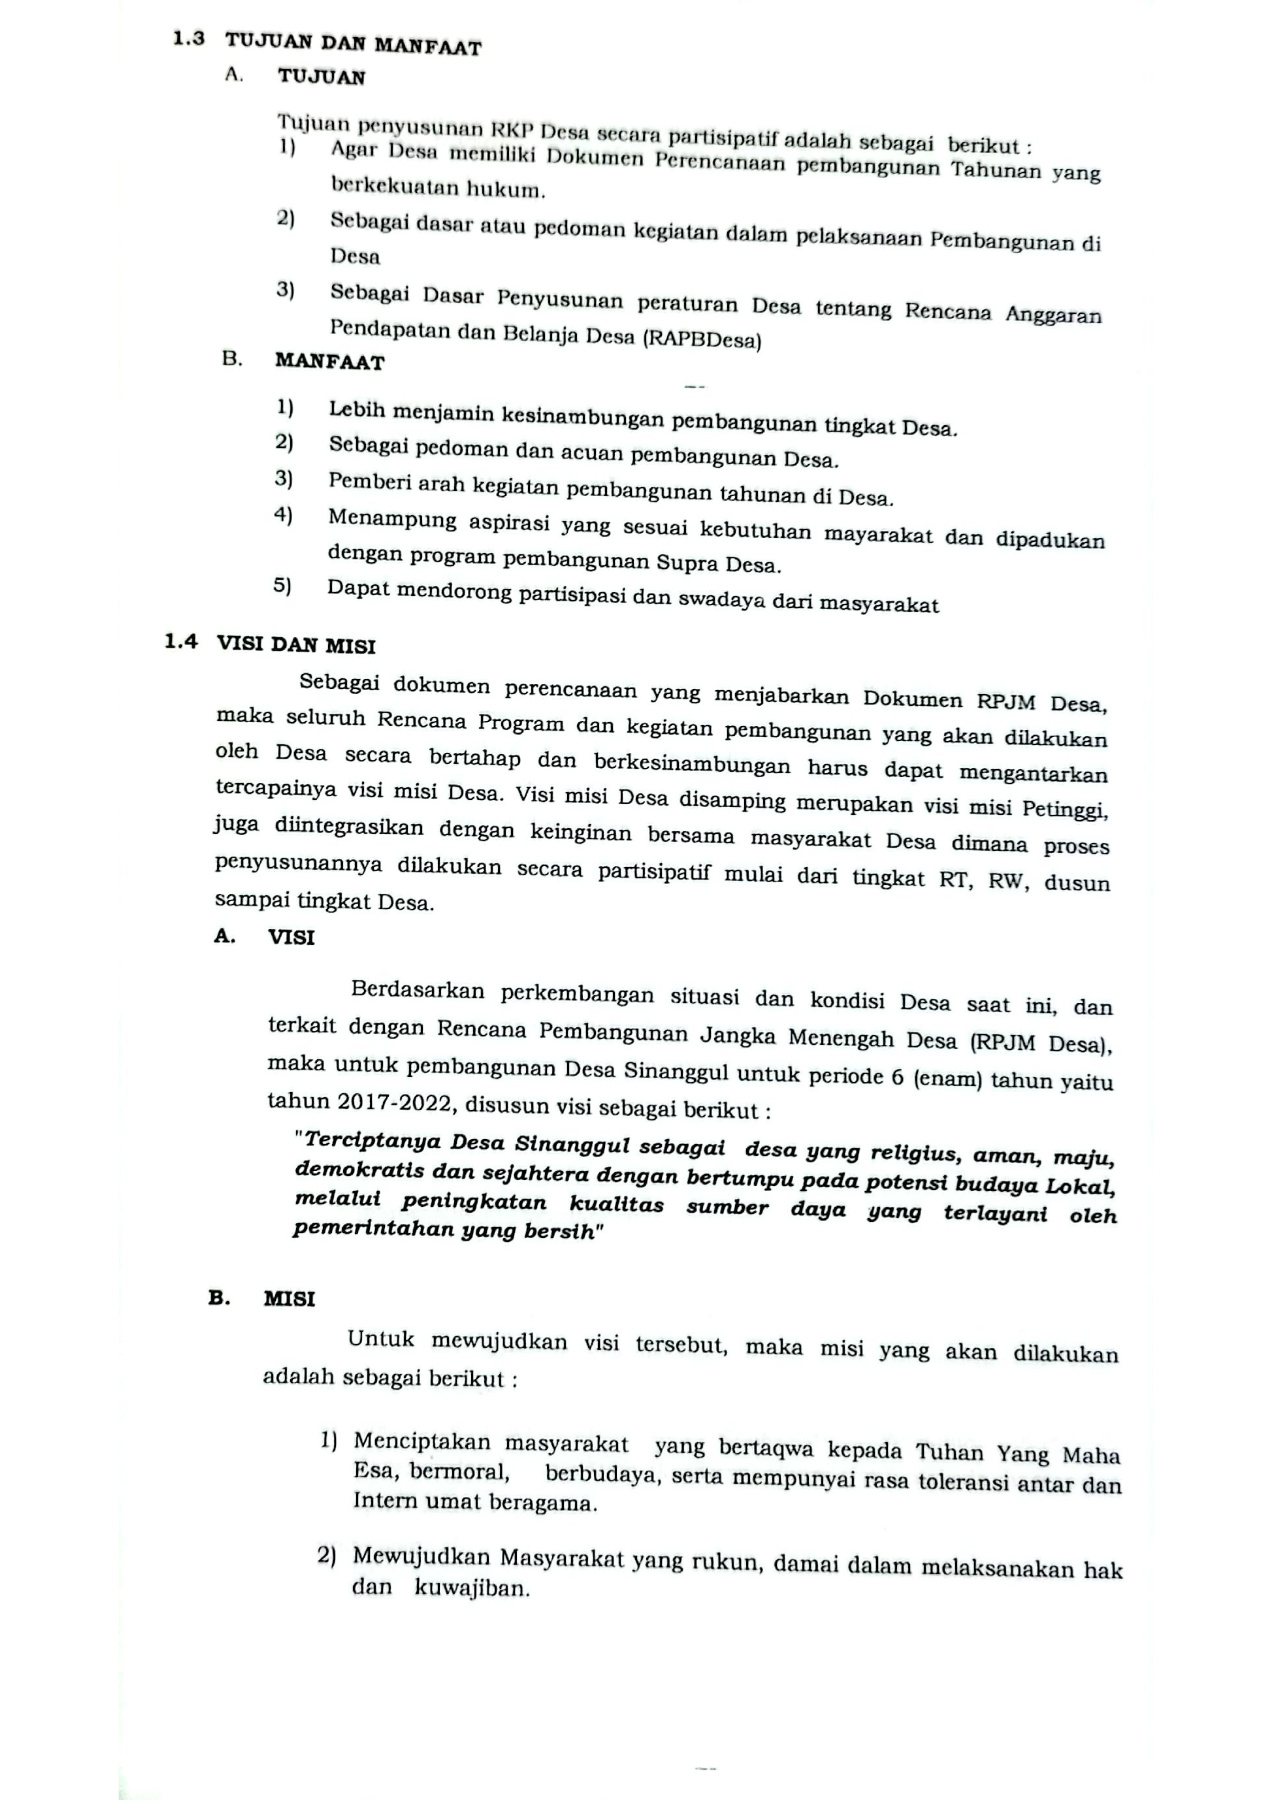 1.3 TUJUAN DAN MANFAAT
A. TUJUAN
Tujuan penyusunan RKP Desa secara partisipatif adalah sebagai berikut :
1) Agar Desa memiliki Dokumen Perencanaan pembangunan Tahunan yang
berkekuatan hukum.
2) Sebagai dasar atau pedoman kegiatan dalam pelaksanaan Pembangunan di
Desa
3) Sebagai Dasar Penyusunan peraturan Desa tentang Rencana Anggaran
Pendapatan dan Belanja Desa (RAPBDesa)
B. MANFAAT
1) Lebih menjamin kesinambungan pembangunan tingkat Desa.
2) Sebagai pedoman dan acuan pembangunan Desa.
3) Pemberi arah kegiatan pembangunan tahunan di Desa.
4) Menampung aspirasi yang sesuai kebutuhan mayarakat dan dipadukan
dengan program pembangunan Supra Desa.
5) Dapat mendorong partisipasi dan swadaya dari masyarakat
1.4 VISI DAN MISI
Sebagai dokumen perencanaan yang menjabarkan Dokumen RPJM Desa,
maka seluruh Rencana Program dan kegiatan pembangunan yang akan dilakukan
oleh Desa secara bertahap dan berkesinambungan harus dapat mengantarkan
tercapainya visi misi Desa. Visi misi Desa disamping merupakan visi misi Petinggi,
juga diintegrasikan dengan keinginan bersama masyarakat Desa dimana proses
penyusunannya dilakukan secara partisipatif mulai dari tingkat RT, RW, dusun
sampai tingkat Desa.
A. VISI
Berdasarkan perkembangan situasi dan kondisi Desa saat ini, dan
terkait dengan Rencana Pembangunan Jangka Menengah Desa (RPJM Desa),
maka untuk pembangunan Desa Sinanggul untuk periode 6 (enam) tahun yaitu
tahun 2017-2022, disusun visi sebagai berikut :
"Terciptanya Desa Sinanggul sebagai desa yang religius, aman, maju,
demokratis dan sejahtera dengan bertumpu pada potensi budaya Lokal,
melalui peningkatan kualitas sumber daya yang terlayani oleh
pemerintahan yang bersih"
B. MISI
Untuk mewujudkan visi tersebut, maka misi yang akan dilakukan
adalah sebagai berikut :
1) Menciptakan masyarakat yang bertaqwa kepada Tuhan Yang Maha
Esa, bermoral, berbudaya, serta mempunyai rasa toleransi antar dan
Intern umat beragama.
2) Mewujudkan Masyarakat yang rukun, damai dalam melaksanakan hak
dan kuwajiban.